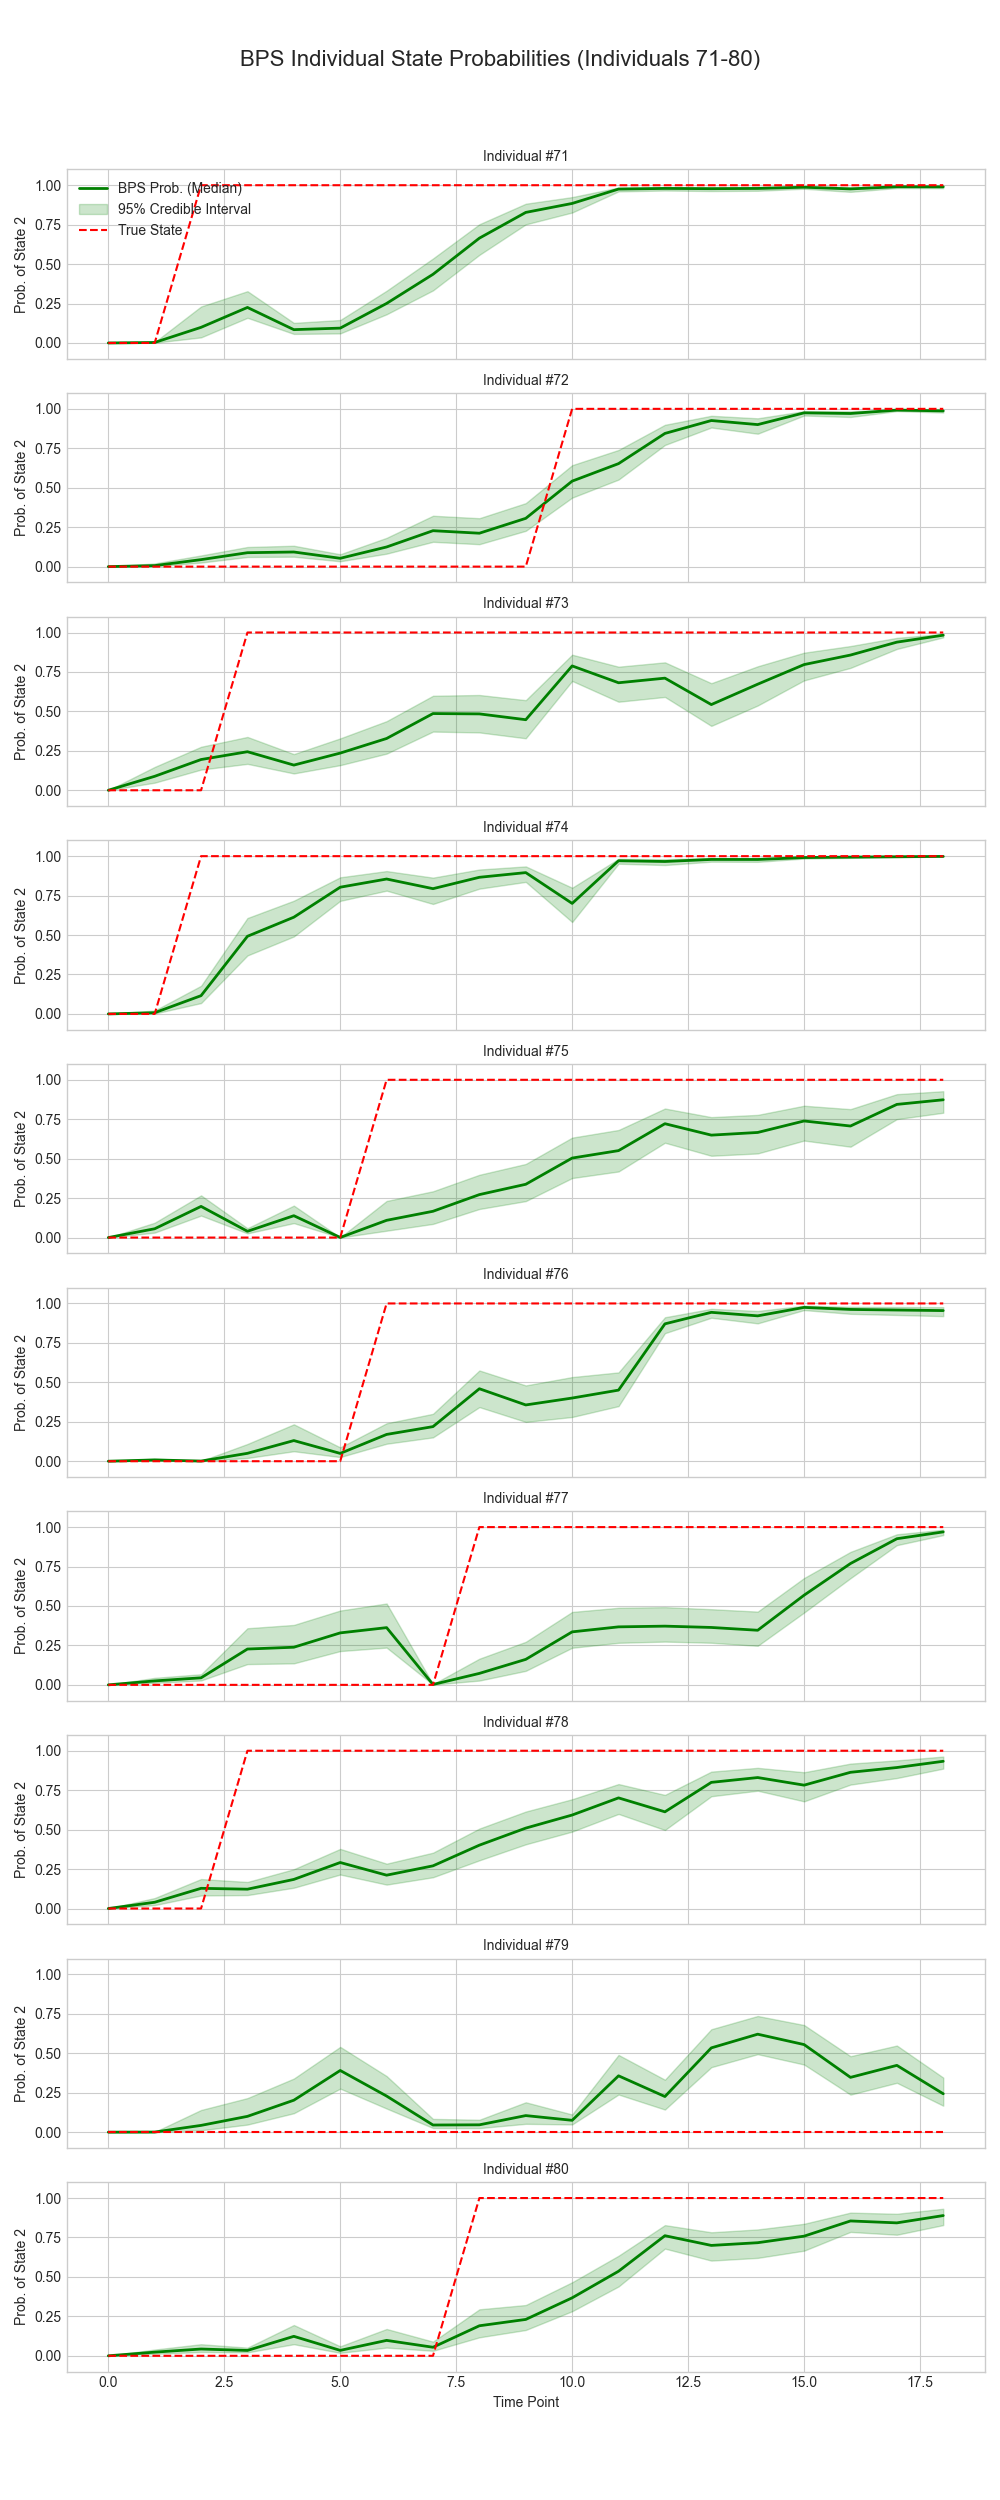 BPS Individual State Probabilities (Individuals 71-80)
Individual #71
1.00
0.75
0.50
0.25
0.00
Prob. of State 2
BPS Prob. (Median)
95% Credible Interval
True State
Individual #72
1.00
0.75
0.50
0.25
0.00
Prob. of State 2
Individual #73
1.00
0.75
0.50
0.25
0.00
Prob. of State 2
Individual #74
1.00
0.75
0.50
0.25
0.00
Prob. of State 2
Individual #75
1.00
0.75
0.50
0.25
0.00
Prob. of State 2
Individual #76
1.00
0.75
0.50
0.25
0.00
Prob. of State 2
Individual #77
1.00
0.75
0.50
0.25
0.00
Prob. of State 2
Individual #78
1.00
0.75
0.50
0.25
0.00
Prob. of State 2
Individual #79
1.00
0.75
0.50
0.25
0.00
Prob. of State 2
Individual #80
1.00
0.75
0.50
0.25
0.00
Prob. of State 2
0.0 2.5 5.0 7.5 10.0 12.5 15.0 17.5
Time Point